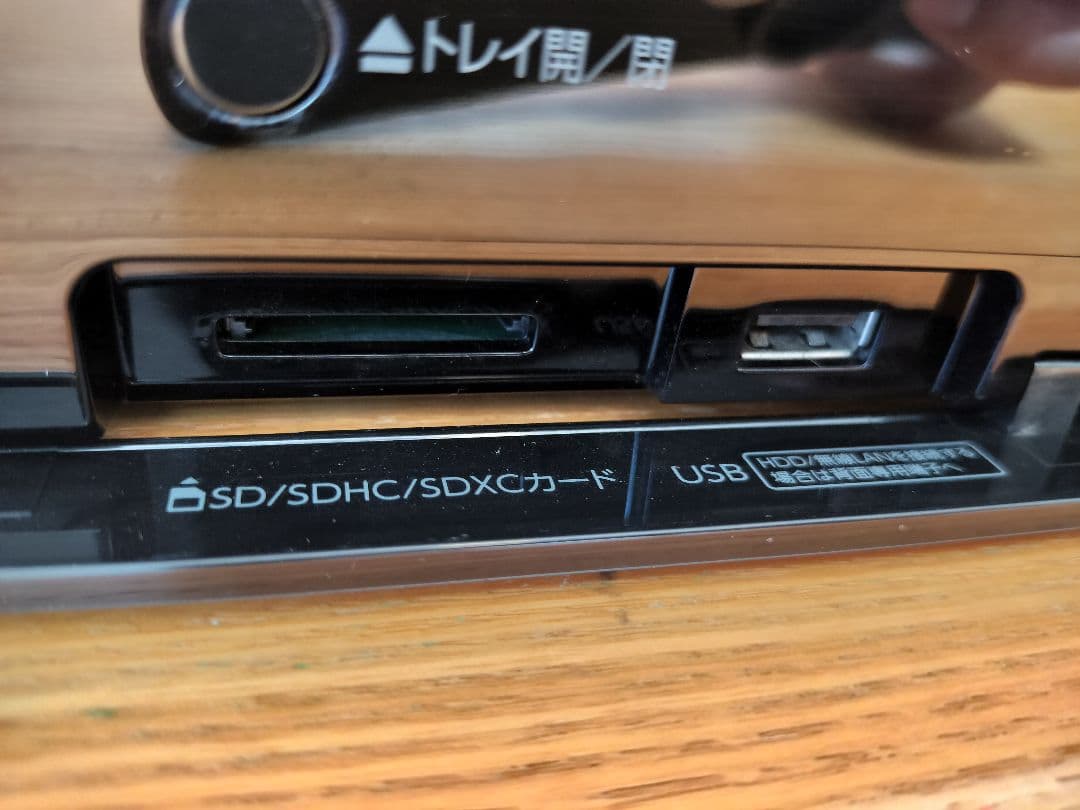 ▲トレイ開/閉
SD/SDHC/SDXCカード
USB
HDD/無線LANを接続する
場合は背面専用端子へ